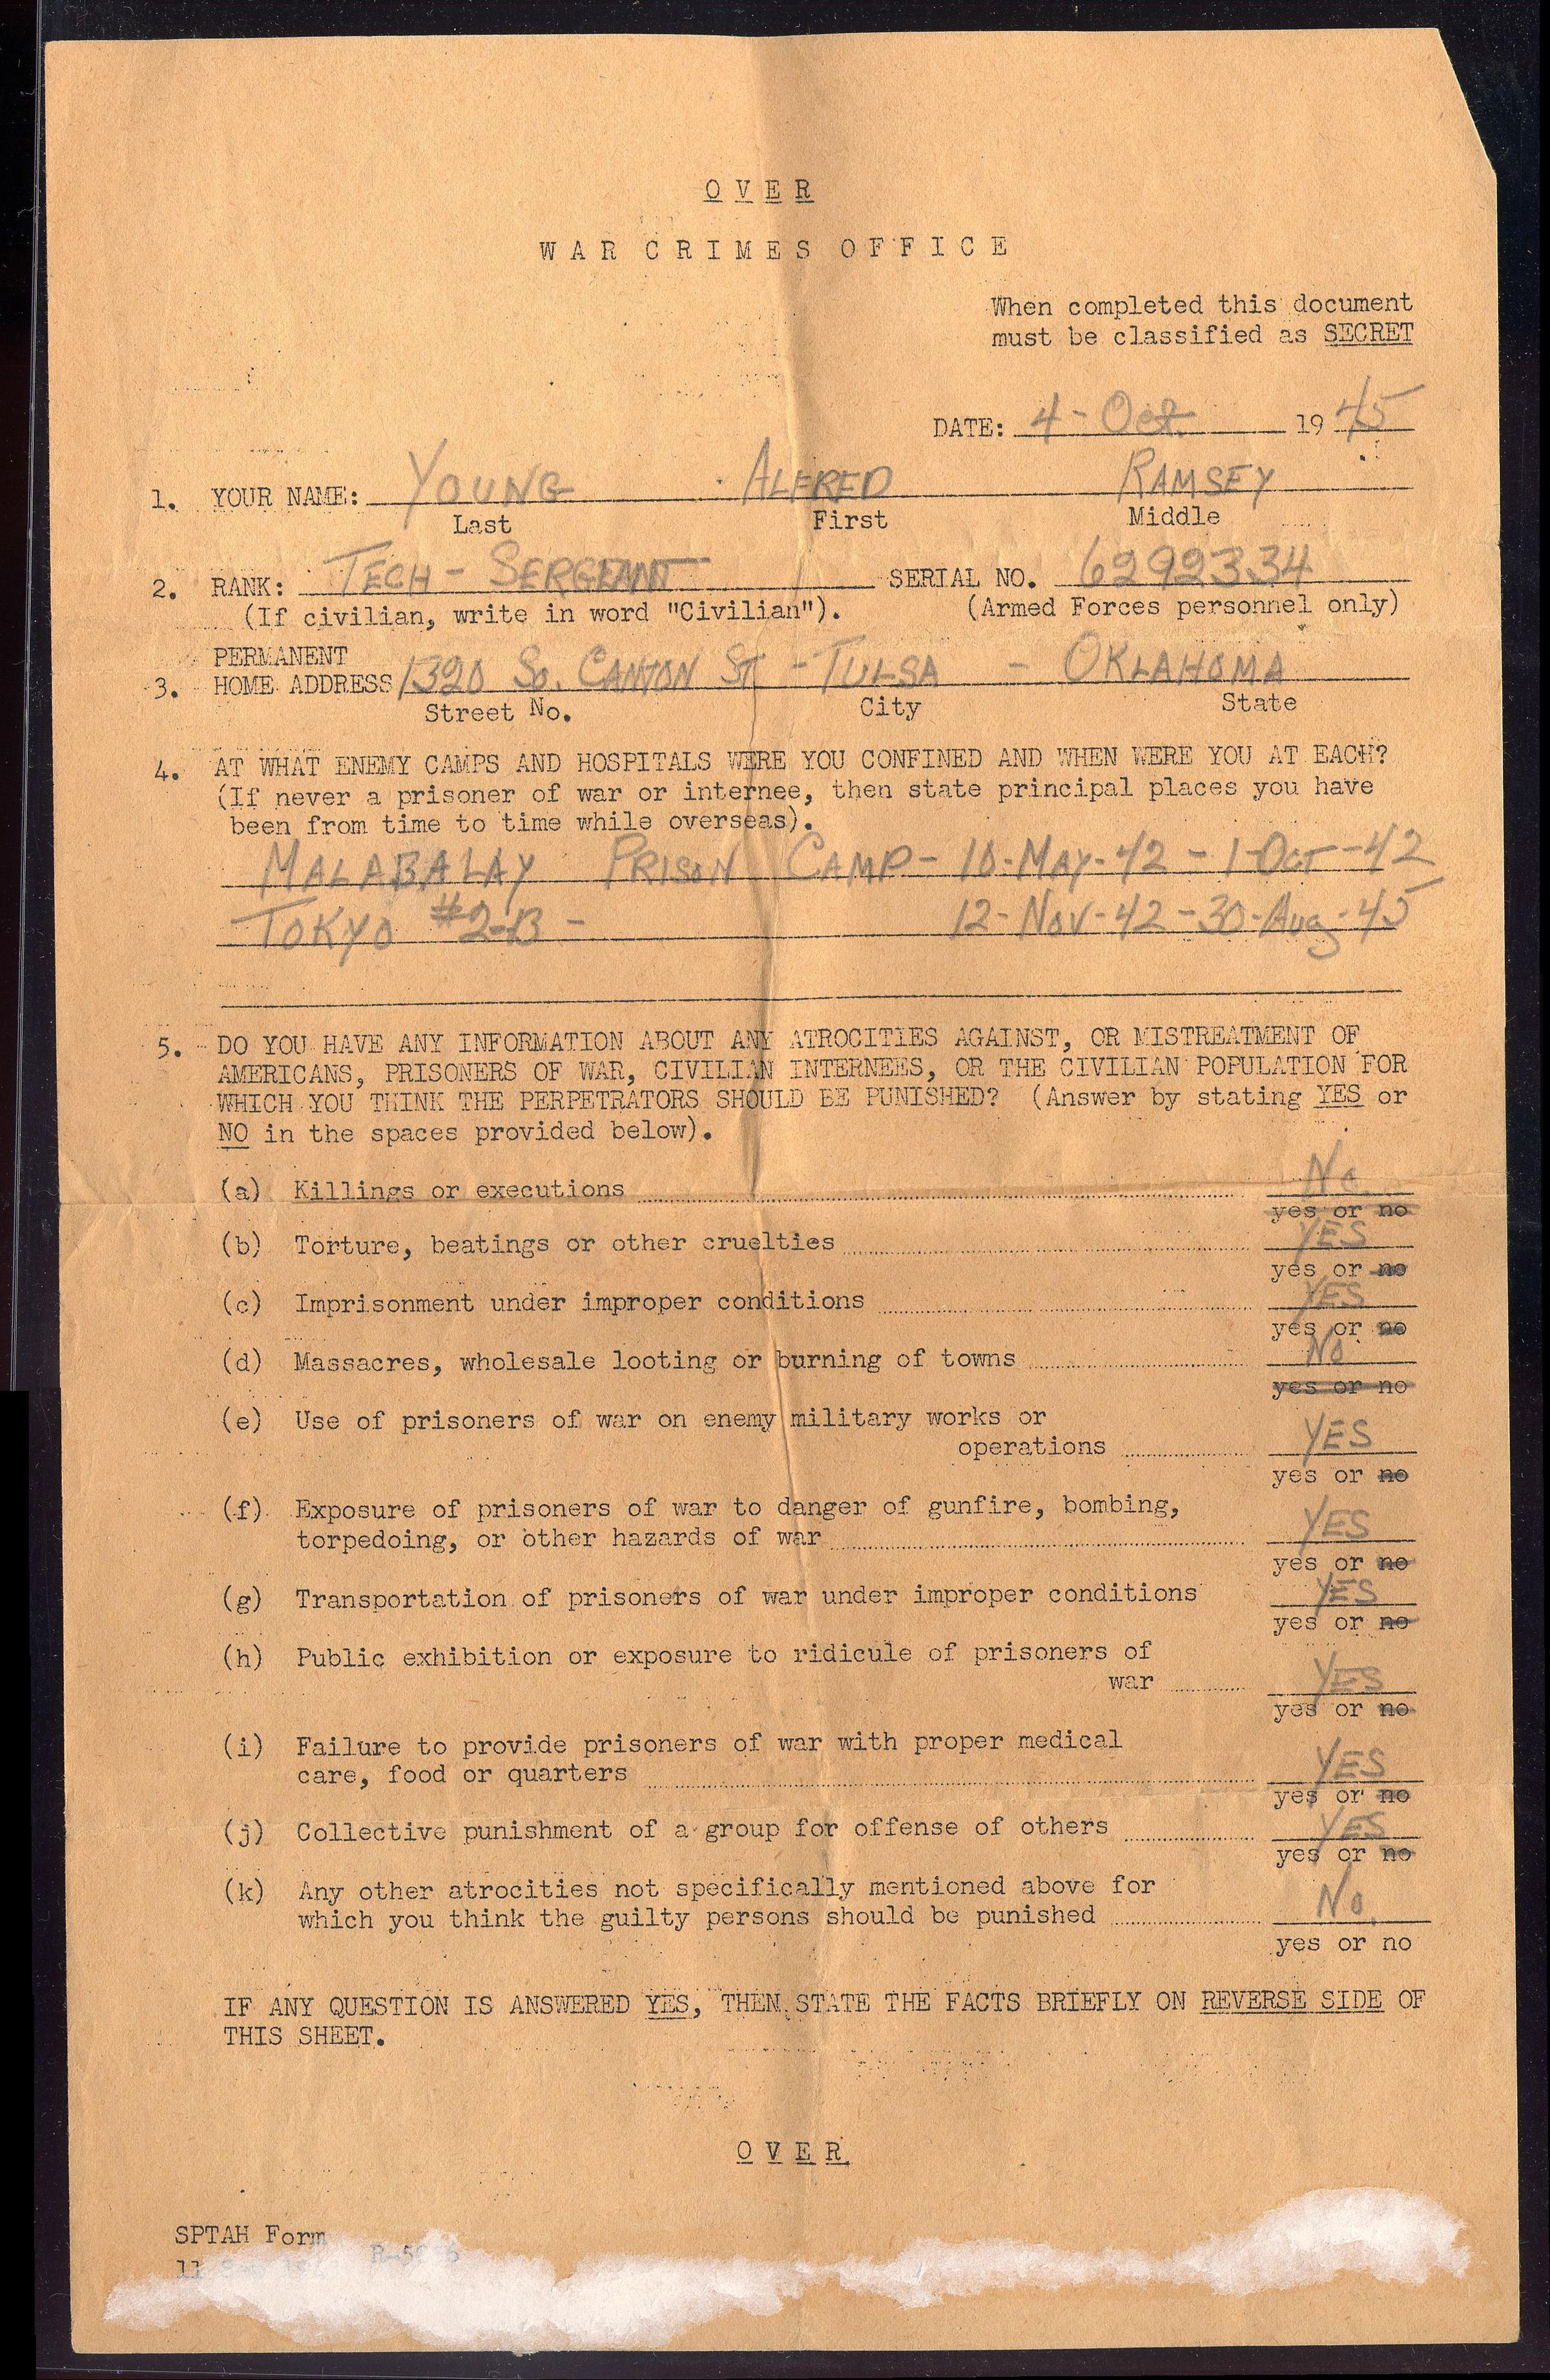 OVER
WAR CRIMES OFFICE
When completed this document
must be classified as SECRET
DATE: 4-Oct. 1945
1. YOUR NAME: YOUNG ALFRED RAMSEY
Last First Middle
2. RANK: TECH-SERGEANT SERIAL NO. 6292334
(If civilian, write in word "Civilian"). (Armed Forces personnel only)
PERMANENT
3. HOME ADDRESS 1320 SO. CANTON ST - TULSA - OKLAHOMA
Street No. City State
4. AT WHAT ENEMY CAMPS AND HOSPITALS WERE YOU CONFINED AND WHEN WERE YOU AT EACH?
(If never a prisoner of war or internee, then state principal places you have
been from time to time while overseas).
MALABALAY PRISON CAMP - 10-MAY-42 - 1-OCT-42
TOKYO #2-B - 12-NOV-42-30-Aug-45
5. DO YOU HAVE ANY INFORMATION ABOUT ANY ATROCITIES AGAINST, OR MISTREATMENT OF
AMERICANS, PRISONERS OF WAR, CIVILIAN INTERNEES, OR THE CIVILIAN POPULATION FOR
WHICH YOU THINK THE PERPETRATORS SHOULD BE PUNISHED? (Answer by stating YES or
NO in the spaces provided below).
(a) Killings or executions No.
yes or no
(b) Torture, beatings or other cruelties YES
yes or no
(c) Imprisonment under improper conditions YES
yes or no
(d) Massacres, wholesale looting or burning of towns No
yes or no
(e) Use of prisoners of war on enemy military works or
operations YES
yes or no
(f) Exposure of prisoners of war to danger of gunfire, bombing,
torpedoing, or other hazards of war YES
yes or no
(g) Transportation of prisoners of war under improper conditions YES
yes or no
(h) Public exhibition or exposure to ridicule of prisoners of
war YES
yes or no
(i) Failure to provide prisoners of war with proper medical
care, food or quarters YES
yes or no
(j) Collective punishment of a group for offense of others YES
yes or no
(k) Any other atrocities not specifically mentioned above for
which you think the guilty persons should be punished No.
yes or no
IF ANY QUESTION IS ANSWERED YES, THEN STATE THE FACTS BRIEFLY ON REVERSE SIDE OF
THIS SHEET.
OVER
SPTAH Form
11